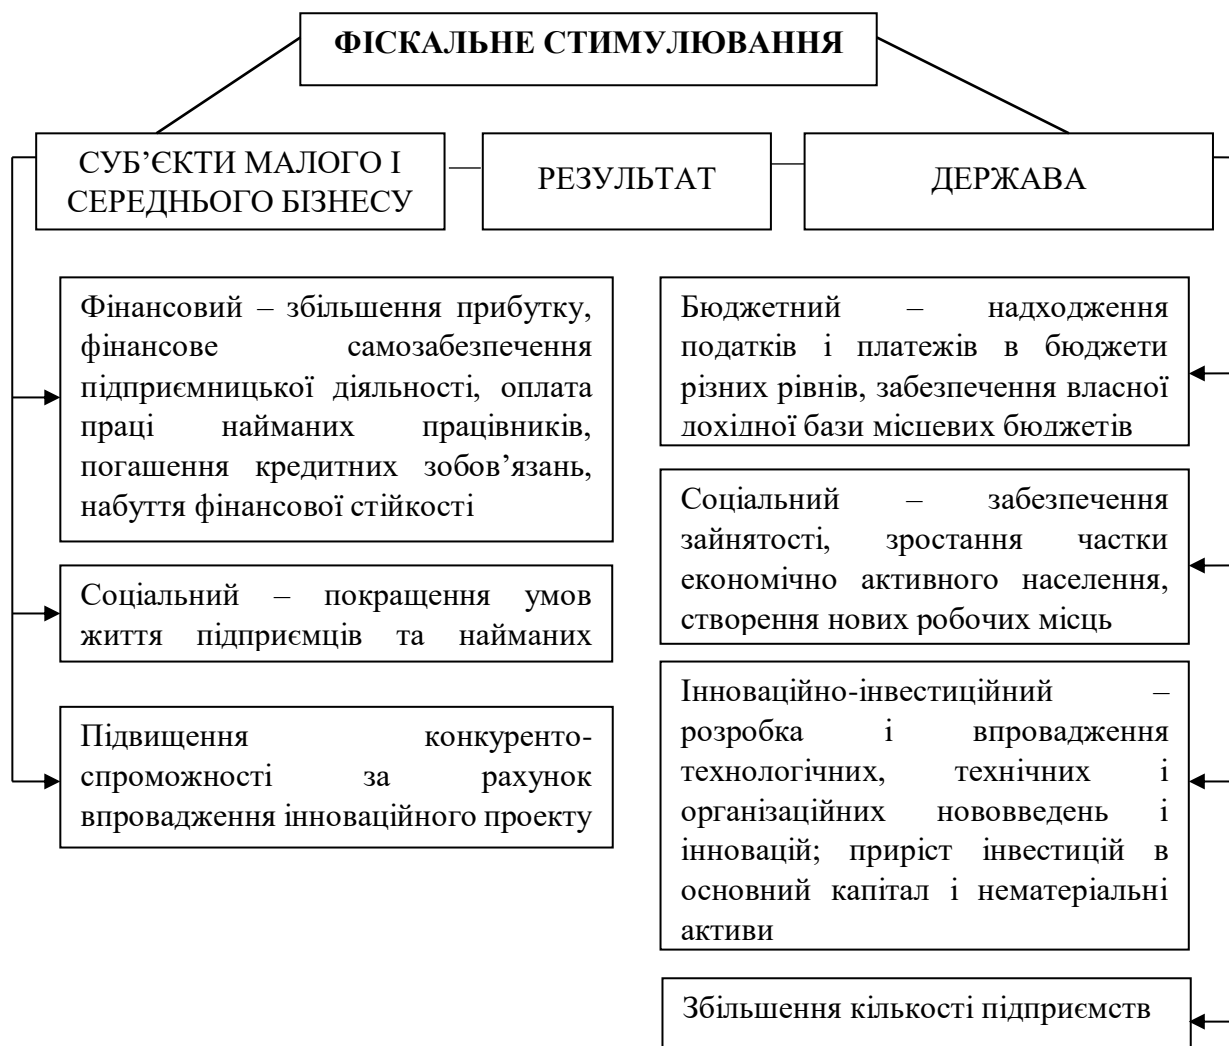 ФІСКАЛЬНЕ СТИМУЛЮВАННЯ
СУБ’ЄКТИ МАЛОГО І
СЕРЕДНЬОГО БІЗНЕСУ
РЕЗУЛЬТАТ
ДЕРЖАВА
Фінансовий – збільшення прибутку,
фінансове самозабезпечення
підприємницької діяльності, оплата
праці найманих працівників,
погашення кредитних зобов’язань,
набуття фінансової стійкості
Соціальний – покращення умов
життя підприємців та найманих
Підвищення конкуренто-
спроможності за рахунок
впровадження інноваційного проекту
Бюджетний – надходження
податків і платежів в бюджети
різних рівнів, забезпечення власної
дохідної бази місцевих бюджетів
Соціальний – забезпечення
зайнятості, зростання частки
економічно активного населення,
створення нових робочих місць
Інноваційно-інвестиційний –
розробка і впровадження
технологічних, технічних і
організаційних нововведень і
інновацій; приріст інвестицій в
основний капітал і нематеріальні
активи
Збільшення кількості підприємств